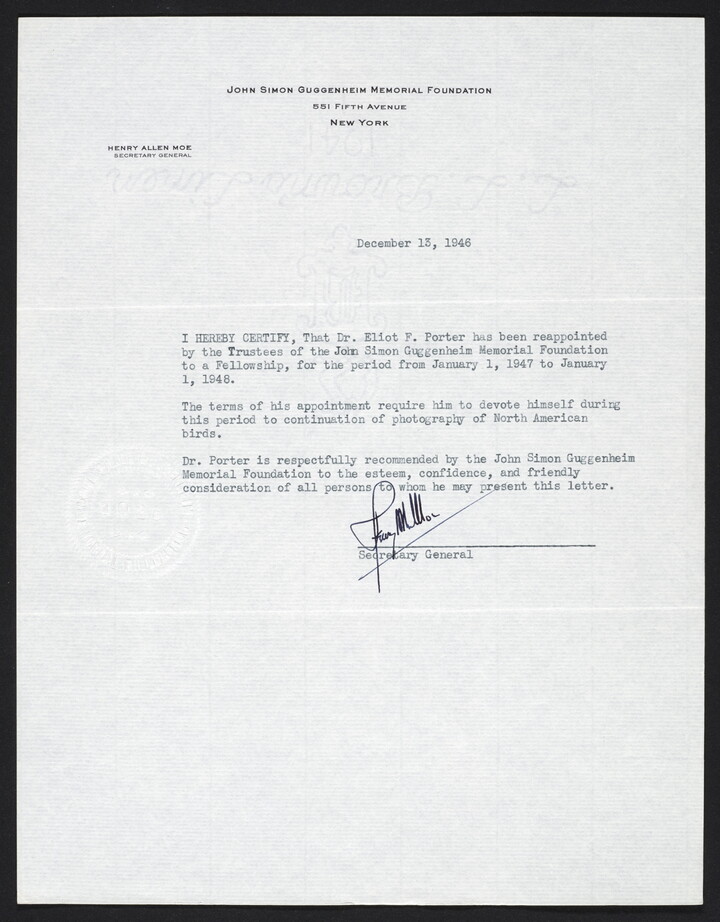 JOHN SIMON GUGGENHEIM MEMORIAL FOUNDATION
551 FIFTH AVENUE
NEW YORK
HENRY ALLEN MOE
SECRETARY GENERAL
December 13, 1946
I HEREBY CERTIFY, That Dr. Eliot F. Porter has been reappointed
by the Trustees of the John Simon Guggenheim Memorial Foundation
to a Fellowship, for the period from January 1, 1947 to January
1, 1948.
The terms of his appointment require him to devote himself during
this period to continuation of photography of North American
birds.
Dr. Porter is respectfully recommended by the John Simon Guggenheim
Memorial Foundation to the esteem, confidence, and friendly
consideration of all persons to whom he may present this letter.
Secretary General